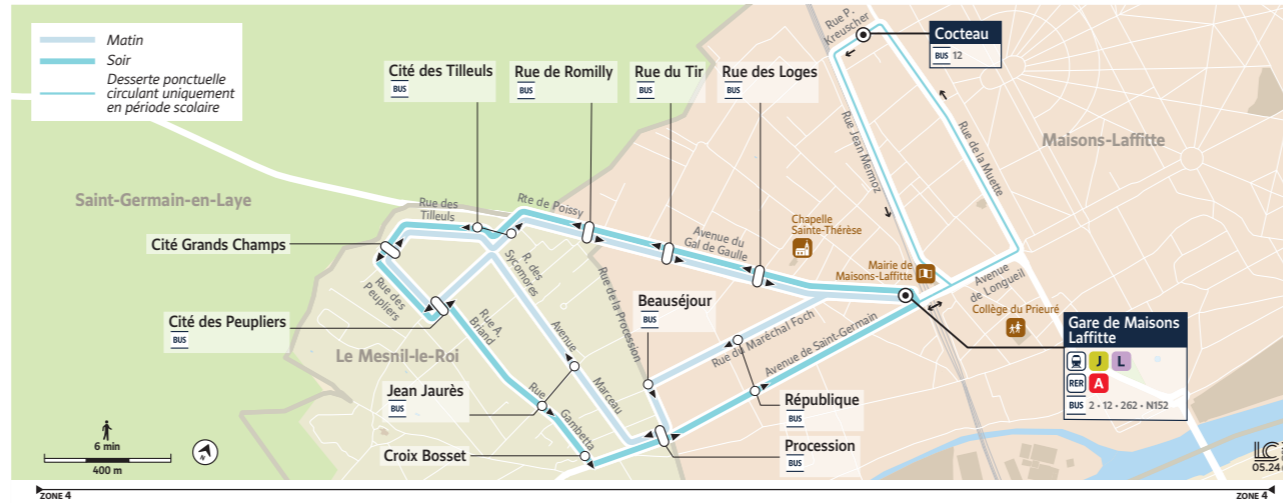 Matin
Soir
Desserte ponctuelle
circulant uniquement
en période scolaire
Cité des Tilleuls
BUS
Rue de Romilly
BUS
Rue du Tir
BUS
Rue des Loges
BUS
Rue P.
Kreuscher
Cocteau
BUS 12
Rue Jean Mermoz
Rue de la Muette
Maisons-Laffitte
Saint-Germain-en-Laye
Rue des
Tilleuls
Rte de Poissy
Avenue du
Gal de Gaulle
Chapelle
Sainte-Thérèse
Mairie de
Maisons-Laffitte
Avenue
de Longueil
Collège du Prieuré
Cité Grands Champs
R. des
Sycomores
Rue de la Procession
Rue des
Peupliers
Cité des Peupliers
BUS
Rue A.
Briand
Avenue
Marceau
Beauséjour
BUS
Rue du Maréchal Foch
Avenue de Saint-Germain
Gare de Maisons
Laffitte
J L
RER A
BUS 2 • 12 • 262 • N152
Le Mesnil-le-Roi
Jean Jaurès
BUS
Rue
Gambetta
République
BUS
Croix Bosset
Procession
BUS
6 min
400 m
N
LC
05.24
ZONE 4
ZONE 4